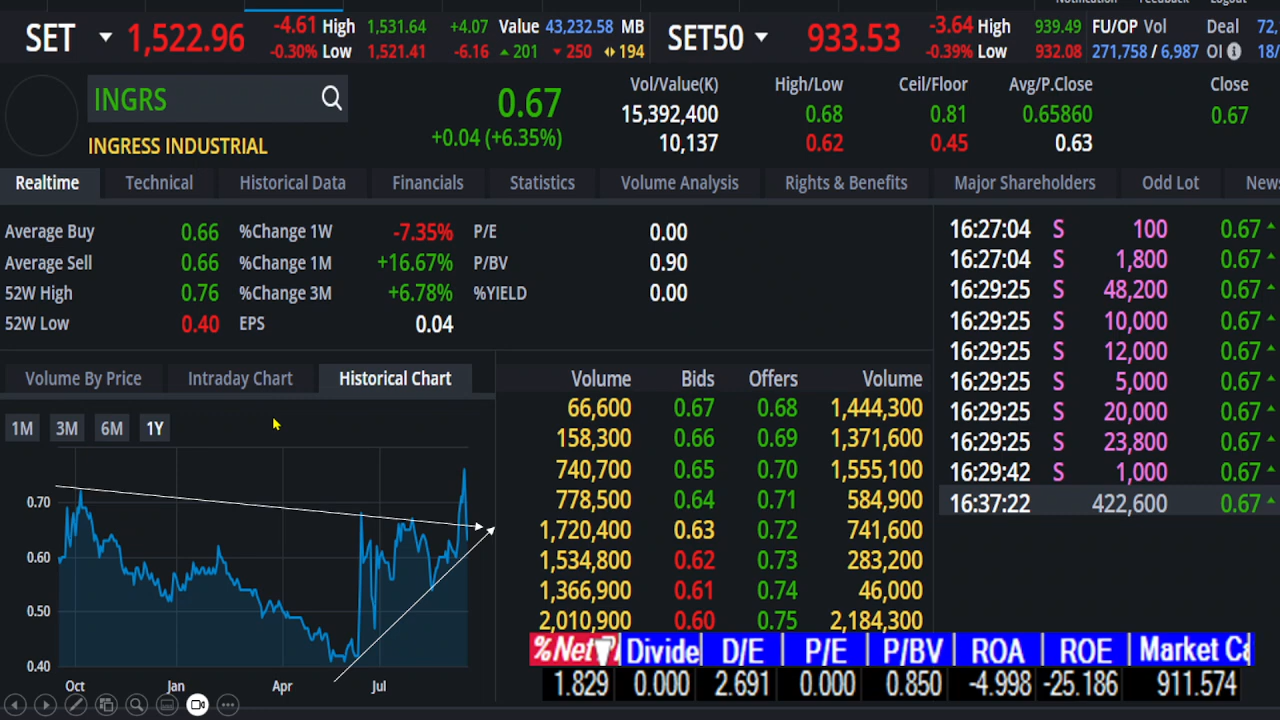 SET 1,522.96 -4.61 High 1,531.64 +4.07 Value 43,232.58 MB SET50 933.53 -3.64 High 939.49 FU/OP Vol Deal 72,
-0.30% Low 1,521.41 -6.16 201 250 194 -0.39% Low 932.08 271,758 / 6,987 OI 18/
INGRS
INGRESS INDUSTRIAL
0.67
+0.04 (+6.35%)
Vol/Value(K) High/Low Ceil/Floor Avg/P.Close Close
15,392,400 0.68 0.81 0.65860 0.67
10,137 0.62 0.45 0.63
Realtime Technical Historical Data Financials Statistics Volume Analysis Rights & Benefits Major Shareholders Odd Lot New
Average Buy 0.66 %Change 1W -7.35% P/E 0.00
Average Sell 0.66 %Change 1M +16.67% P/BV 0.90
52W High 0.76 %Change 3M +6.78% %YIELD 0.00
52W Low 0.40 EPS 0.04
16:27:04 S 100 0.67
16:27:04 S 1,800 0.67
16:29:25 S 48,200 0.67
16:29:25 S 10,000 0.67
16:29:25 S 12,000 0.67
16:29:25 S 5,000 0.67
16:29:25 S 20,000 0.67
16:29:25 S 23,800 0.67
16:29:42 S 1,000 0.67
16:37:22 422,600 0.67
Volume By Price Intraday Chart Historical Chart
1M 3M 6M 1Y
0.70
0.60
0.50
0.40
Oct Jan Apr Jul
Volume Bids Offers Volume
66,600 0.67 0.68 1,444,300
158,300 0.66 0.69 1,371,600
740,700 0.65 0.70 1,555,100
778,500 0.64 0.71 584,900
1,720,400 0.63 0.72 741,600
1,534,800 0.62 0.73 283,200
1,366,900 0.61 0.74 46,000
2,010,900 0.60 0.75 2,184,300
Divide D/E P/E P/BV ROA ROE Market Ca
1.829 0.000 2.691 0.000 0.850 -4.998 -25.186 911.574